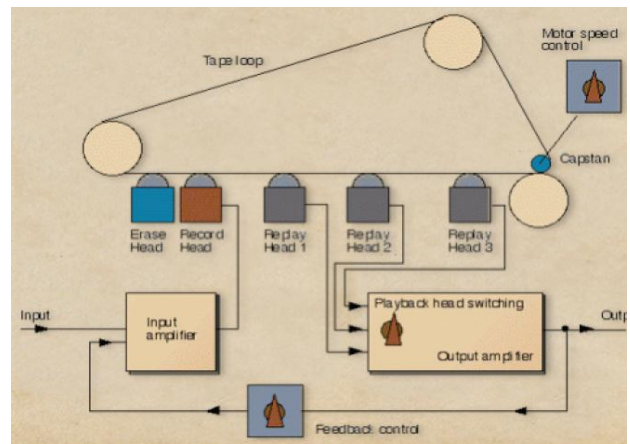 Motor speed
control
Tape loop
Capstan
Erase
Head
Record
Head
Replay
Head 1
Replay
Head 2
Replay
Head 3
Input
Input
amplifier
Playback head switching
Output amplifier
Outp
Feedback control